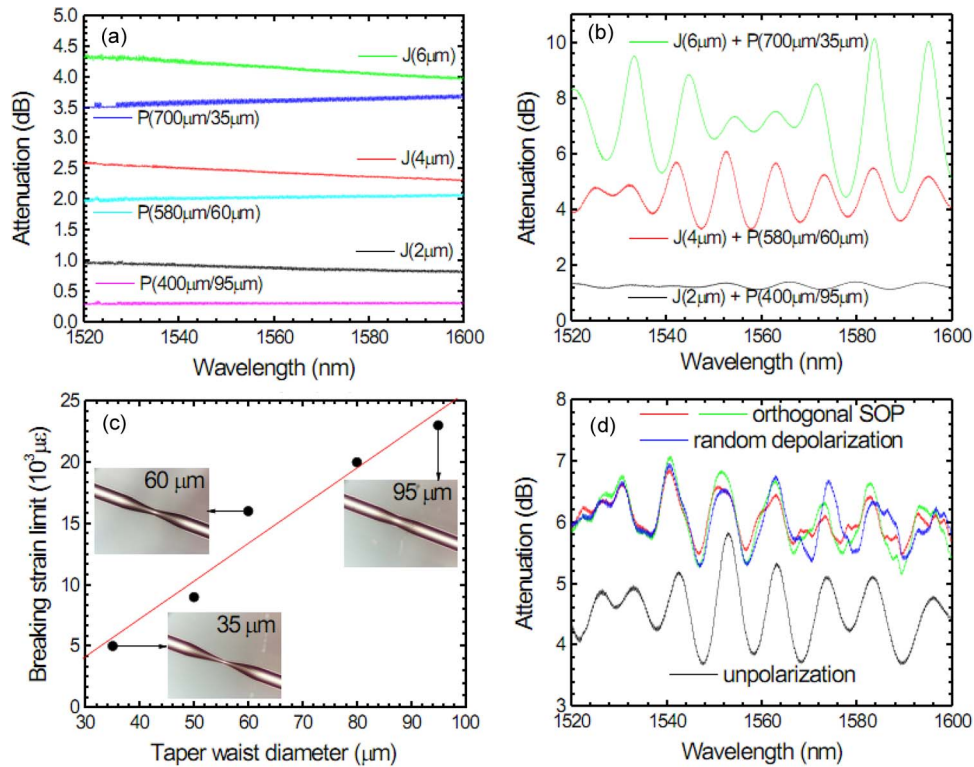 (a)
5.0
4.5
4.0
3.5
3.0
2.5
2.0
1.5
1.0
0.5
0.0
Attenuation (dB)
J(6μm)
P(700μm/35μm)
J(4μm)
P(580μm/60μm)
J(2μm)
P(400μm/95μm)
1520 1540 1560 1580 1600
Wavelength (nm)
(b)
10
8
6
4
2
0
Attenuation (dB)
J(6μm) + P(700μm/35μm)
J(4μm) + P(580μm/60μm)
J(2μm) + P(400μm/95μm)
1520 1540 1560 1580 1600
Wavelength (nm)
(c)
25
20
15
10
5
0
Breaking strain limit (10³με)
60 μm
95 μm
35 μm
30 40 50 60 70 80 90 100
Taper waist diameter (μm)
(d)
8
7
6
5
4
3
Attenuation (dB)
orthogonal SOP
random depolarization
unpolarization
1520 1540 1560 1580 1600
Wavelength (nm)